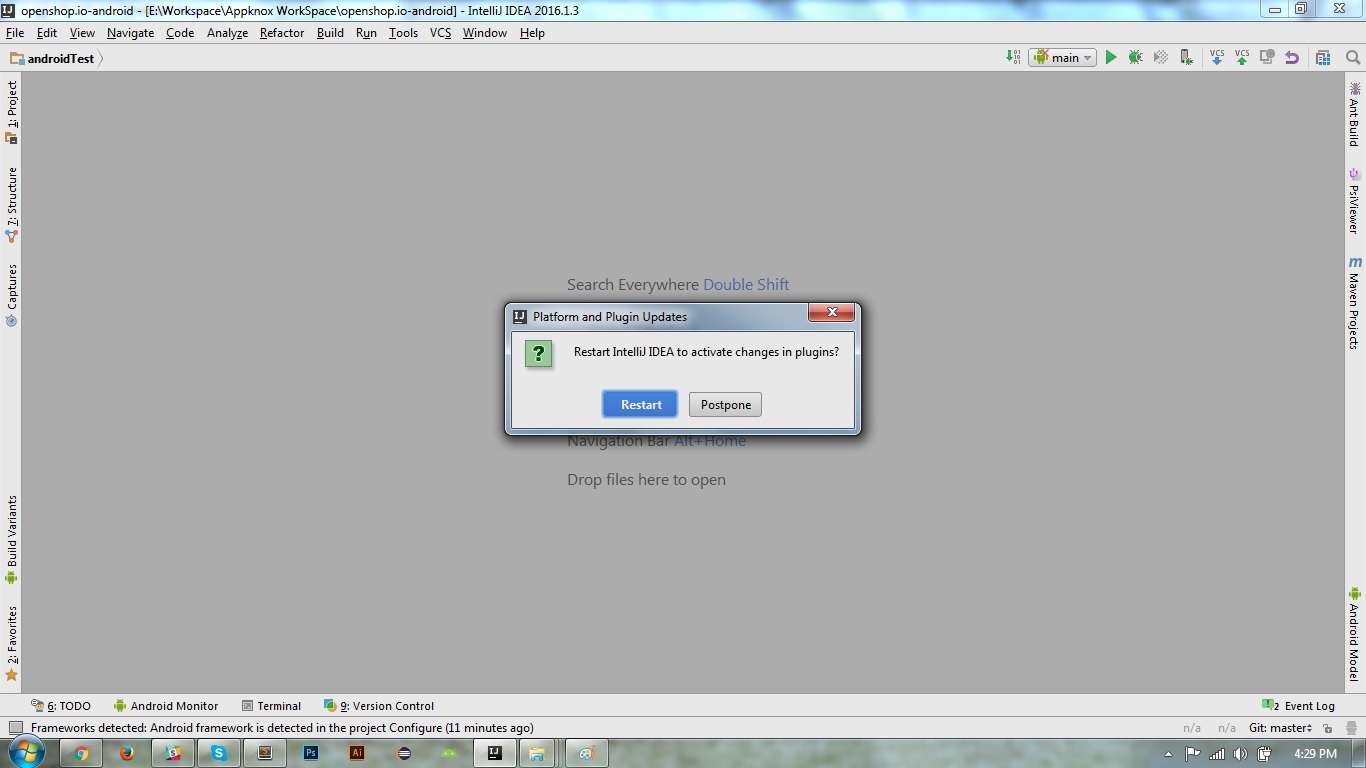 openshop.io-android - [E:\Workspace\Appknox WorkSpace\openshop.io-android] - IntelliJ IDEA 2016.1.3
File Edit View Navigate Code Analyze Refactor Build Run Tools VCS Window Help
androidTest
main
VCS VCS
1: Project
7: Structure
Captures
Build Variants
2: Favorites
Search Everywhere Double Shift
Platform and Plugin Updates
Restart IntelliJ IDEA to activate changes in plugins?
Restart Postpone
Navigation Bar Alt+Home
Drop files here to open
Ant Build
PsiViewer
Maven Projects
Android Model
6: TODO Android Monitor Terminal 9: Version Control
2 Event Log
Frameworks detected: Android framework is detected in the project Configure (11 minutes ago)
n/a n/a Git: master
4:29 PM